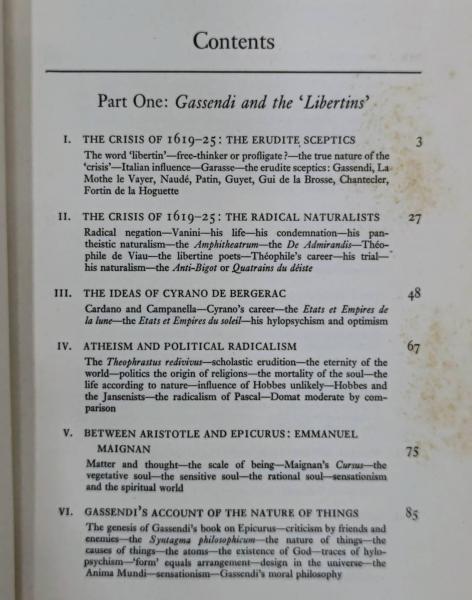 Contents
Part One: Gassendi and the ‘Libertins’
I. THE CRISIS OF 1619–25: THE ERUDITE SCEPTICS 3
The word ‘libertin’—free-thinker or profligate?—the true nature of the
‘crisis’—Italian influence—Garasse—the erudite sceptics: Gassendi, La
Mothe le Vayer, Naudé, Patin, Guyet, Gui de la Brosse, Chantecler,
Fortin de la Hoguette
II. THE CRISIS OF 1619–25: THE RADICAL NATURALISTS 27
Radical negation—Vanini—his life—his condemnation—his pan-
theistic naturalism—the Amphitheatrum—the De Admirandis—Théo-
phile de Viau—the libertine poets—Théophile's career—his trial—
his naturalism—the Anti-Bigot or Quatrains du déiste
III. THE IDEAS OF CYRANO DE BERGERAC 48
Cardano and Campanella—Cyrano's career—the Etats et Empires de
la lune—the Etats et Empires du soleil—his hylopsychism and optimism
IV. ATHEISM AND POLITICAL RADICALISM 67
The Theophrastus redivivus—scholastic erudition—the eternity of the
world—politics the origin of religions—the mortality of the soul—the
life according to nature—influence of Hobbes unlikely—Hobbes and
the Jansenists—the radicalism of Pascal—Domat moderate by com-
parison
V. BETWEEN ARISTOTLE AND EPICURUS: EMMANUEL
MAIGNAN 75
Matter and thought—the scale of being—Maignan's Cursus—the
vegetative soul—the sensitive soul—the rational soul—sensationism
and the spiritual world
VI. GASSENDI'S ACCOUNT OF THE NATURE OF THINGS 85
The genesis of Gassendi's book on Epicurus—criticism by friends and
enemies—the Syntagma philosophicum—the nature of things—the
causes of things—the atoms—the existence of God—traces of hylo-
psychism—‘form’ equals arrangement—design in the universe—the
Anima Mundi—sensationism—Gassendi's moral philosophy